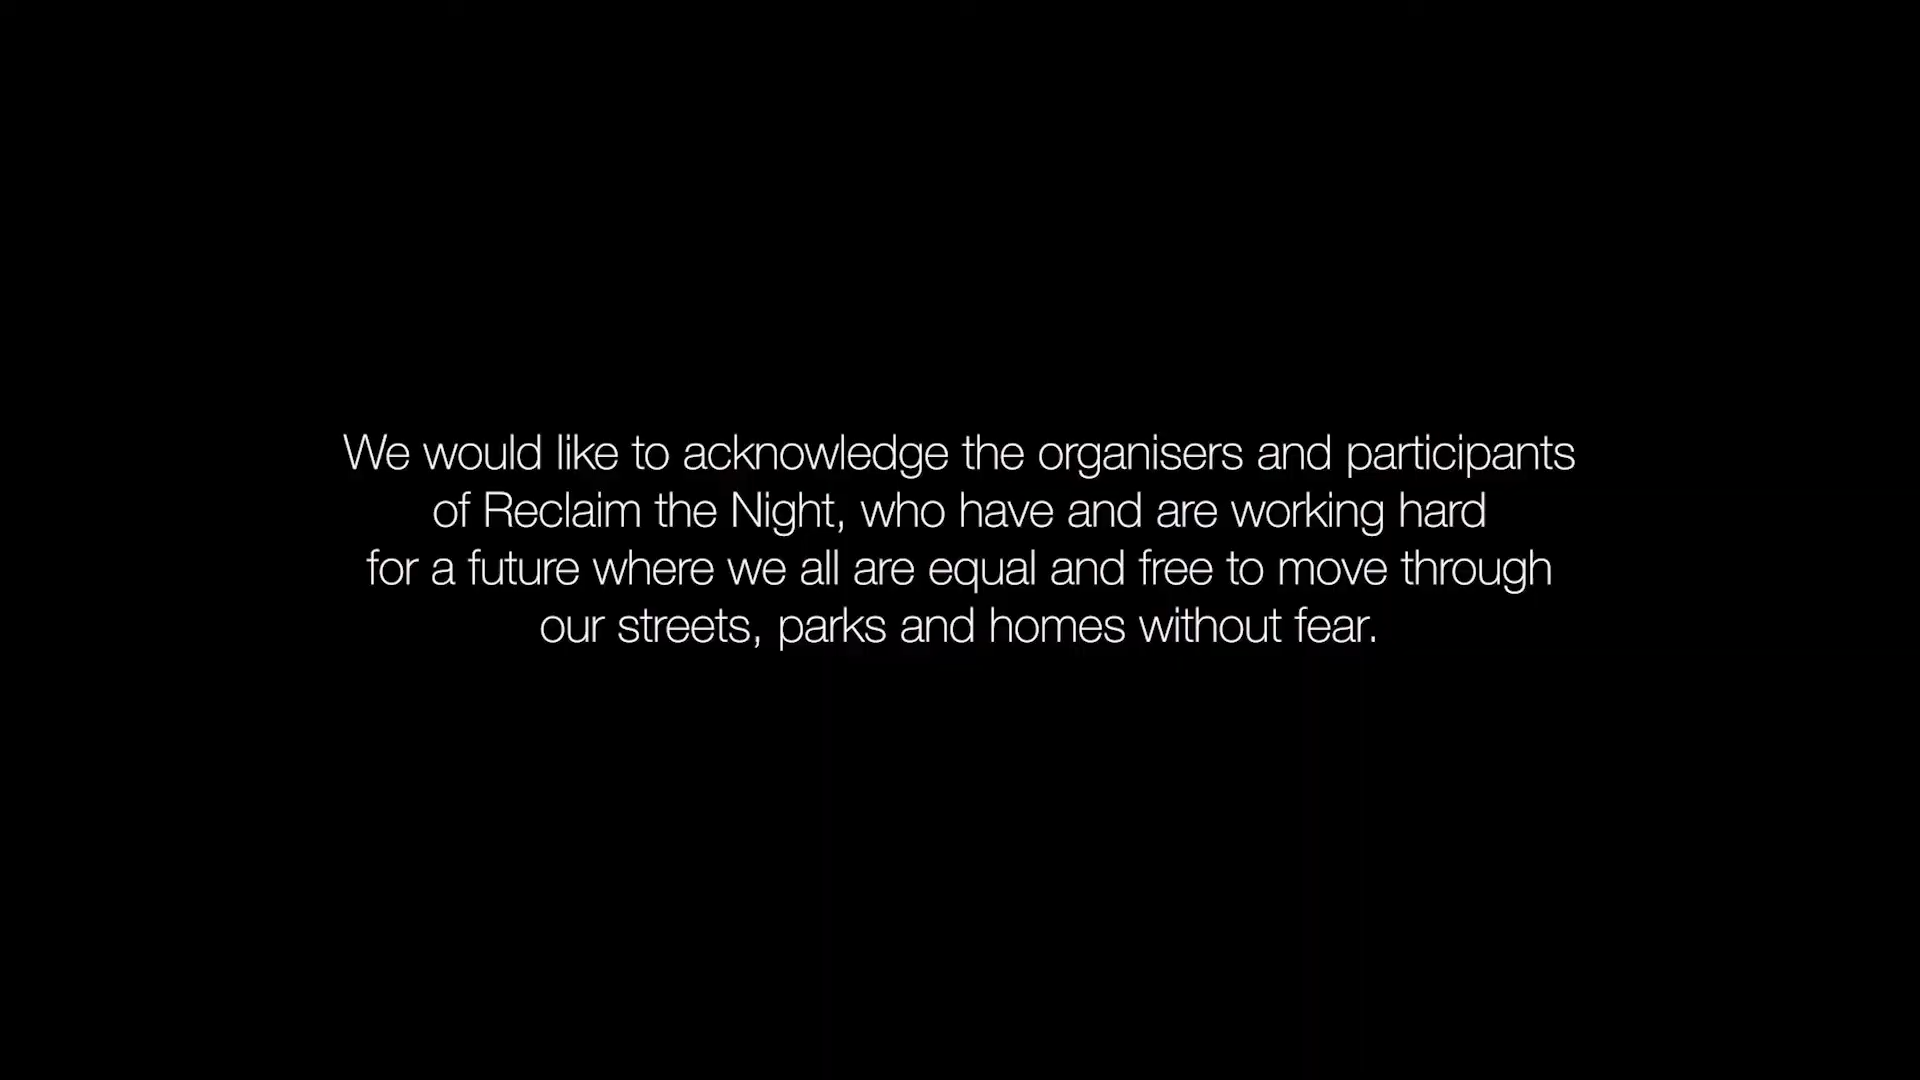 We would like to acknowledge the organisers and participants
of Reclaim the Night, who have and are working hard
for a future where we all are equal and free to move through
our streets, parks and homes without fear.